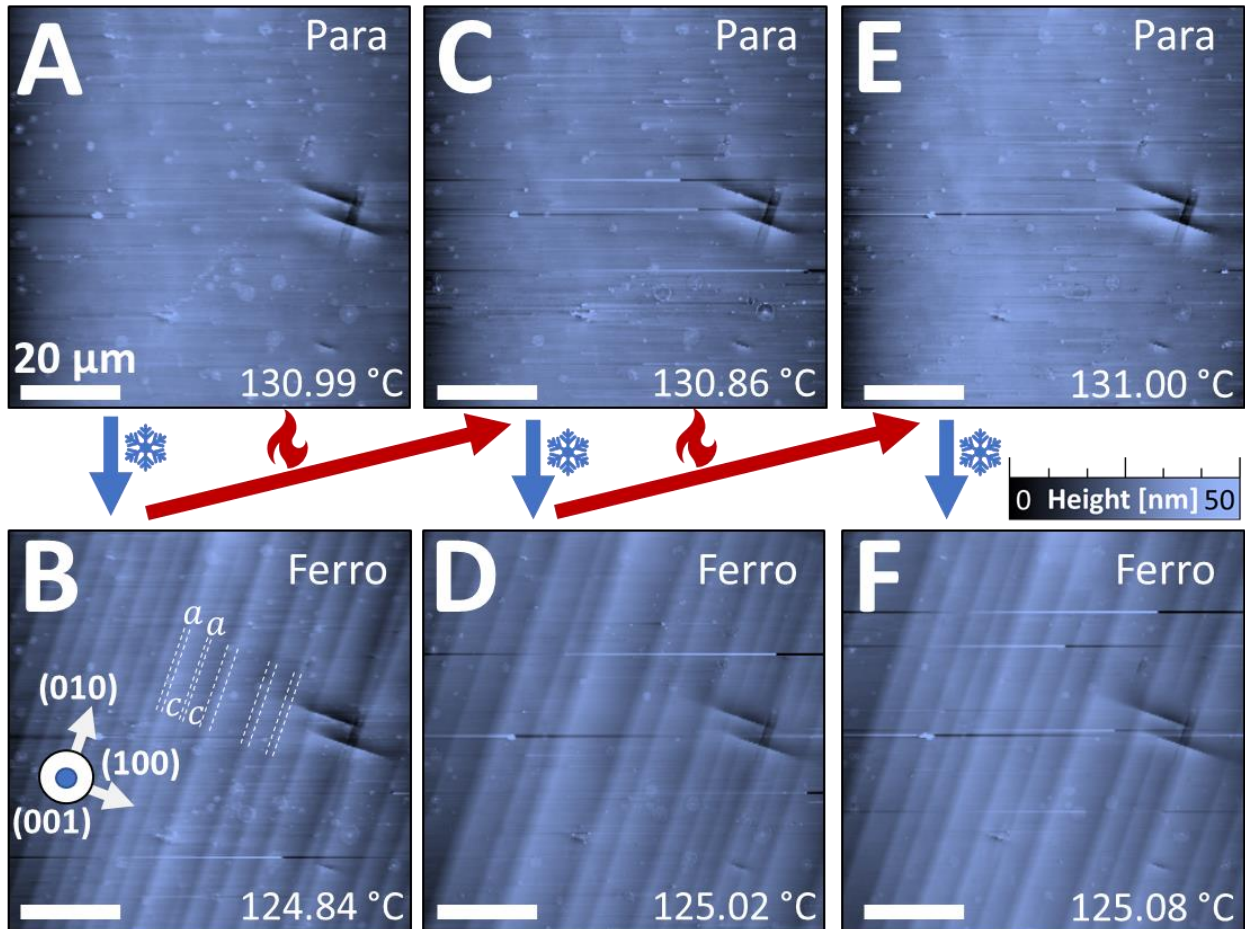 A
Para
20 µm
130.99 °C
C
Para
130.86 °C
E
Para
131.00 °C
0 Height [nm] 50
B
Ferro
a
a
c
c
(010)
(100)
(001)
124.84 °C
D
Ferro
125.02 °C
F
Ferro
125.08 °C